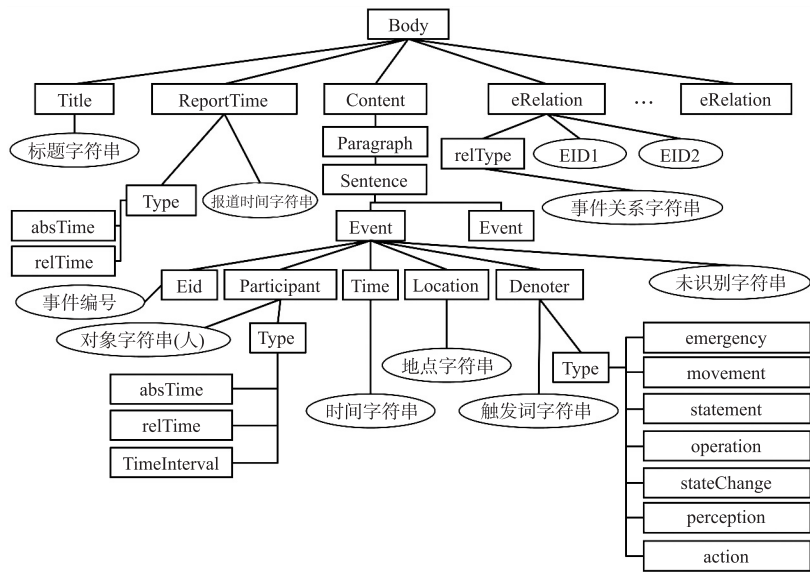 Body
Title
ReportTime
Content
eRelation
…
eRelation
标题字符串
Paragraph
relType
EID1
EID2
Type
报道时间字符串
Sentence
absTime
relTime
事件关系字符串
Event
Event
Eid
Participant
Time
Location
Denoter
未识别字符串
事件编号
对象字符串(人)
Type
地点字符串
Type
emergency
absTime
movement
relTime
时间字符串
触发词字符串
statement
TimeInterval
operation
stateChange
perception
action